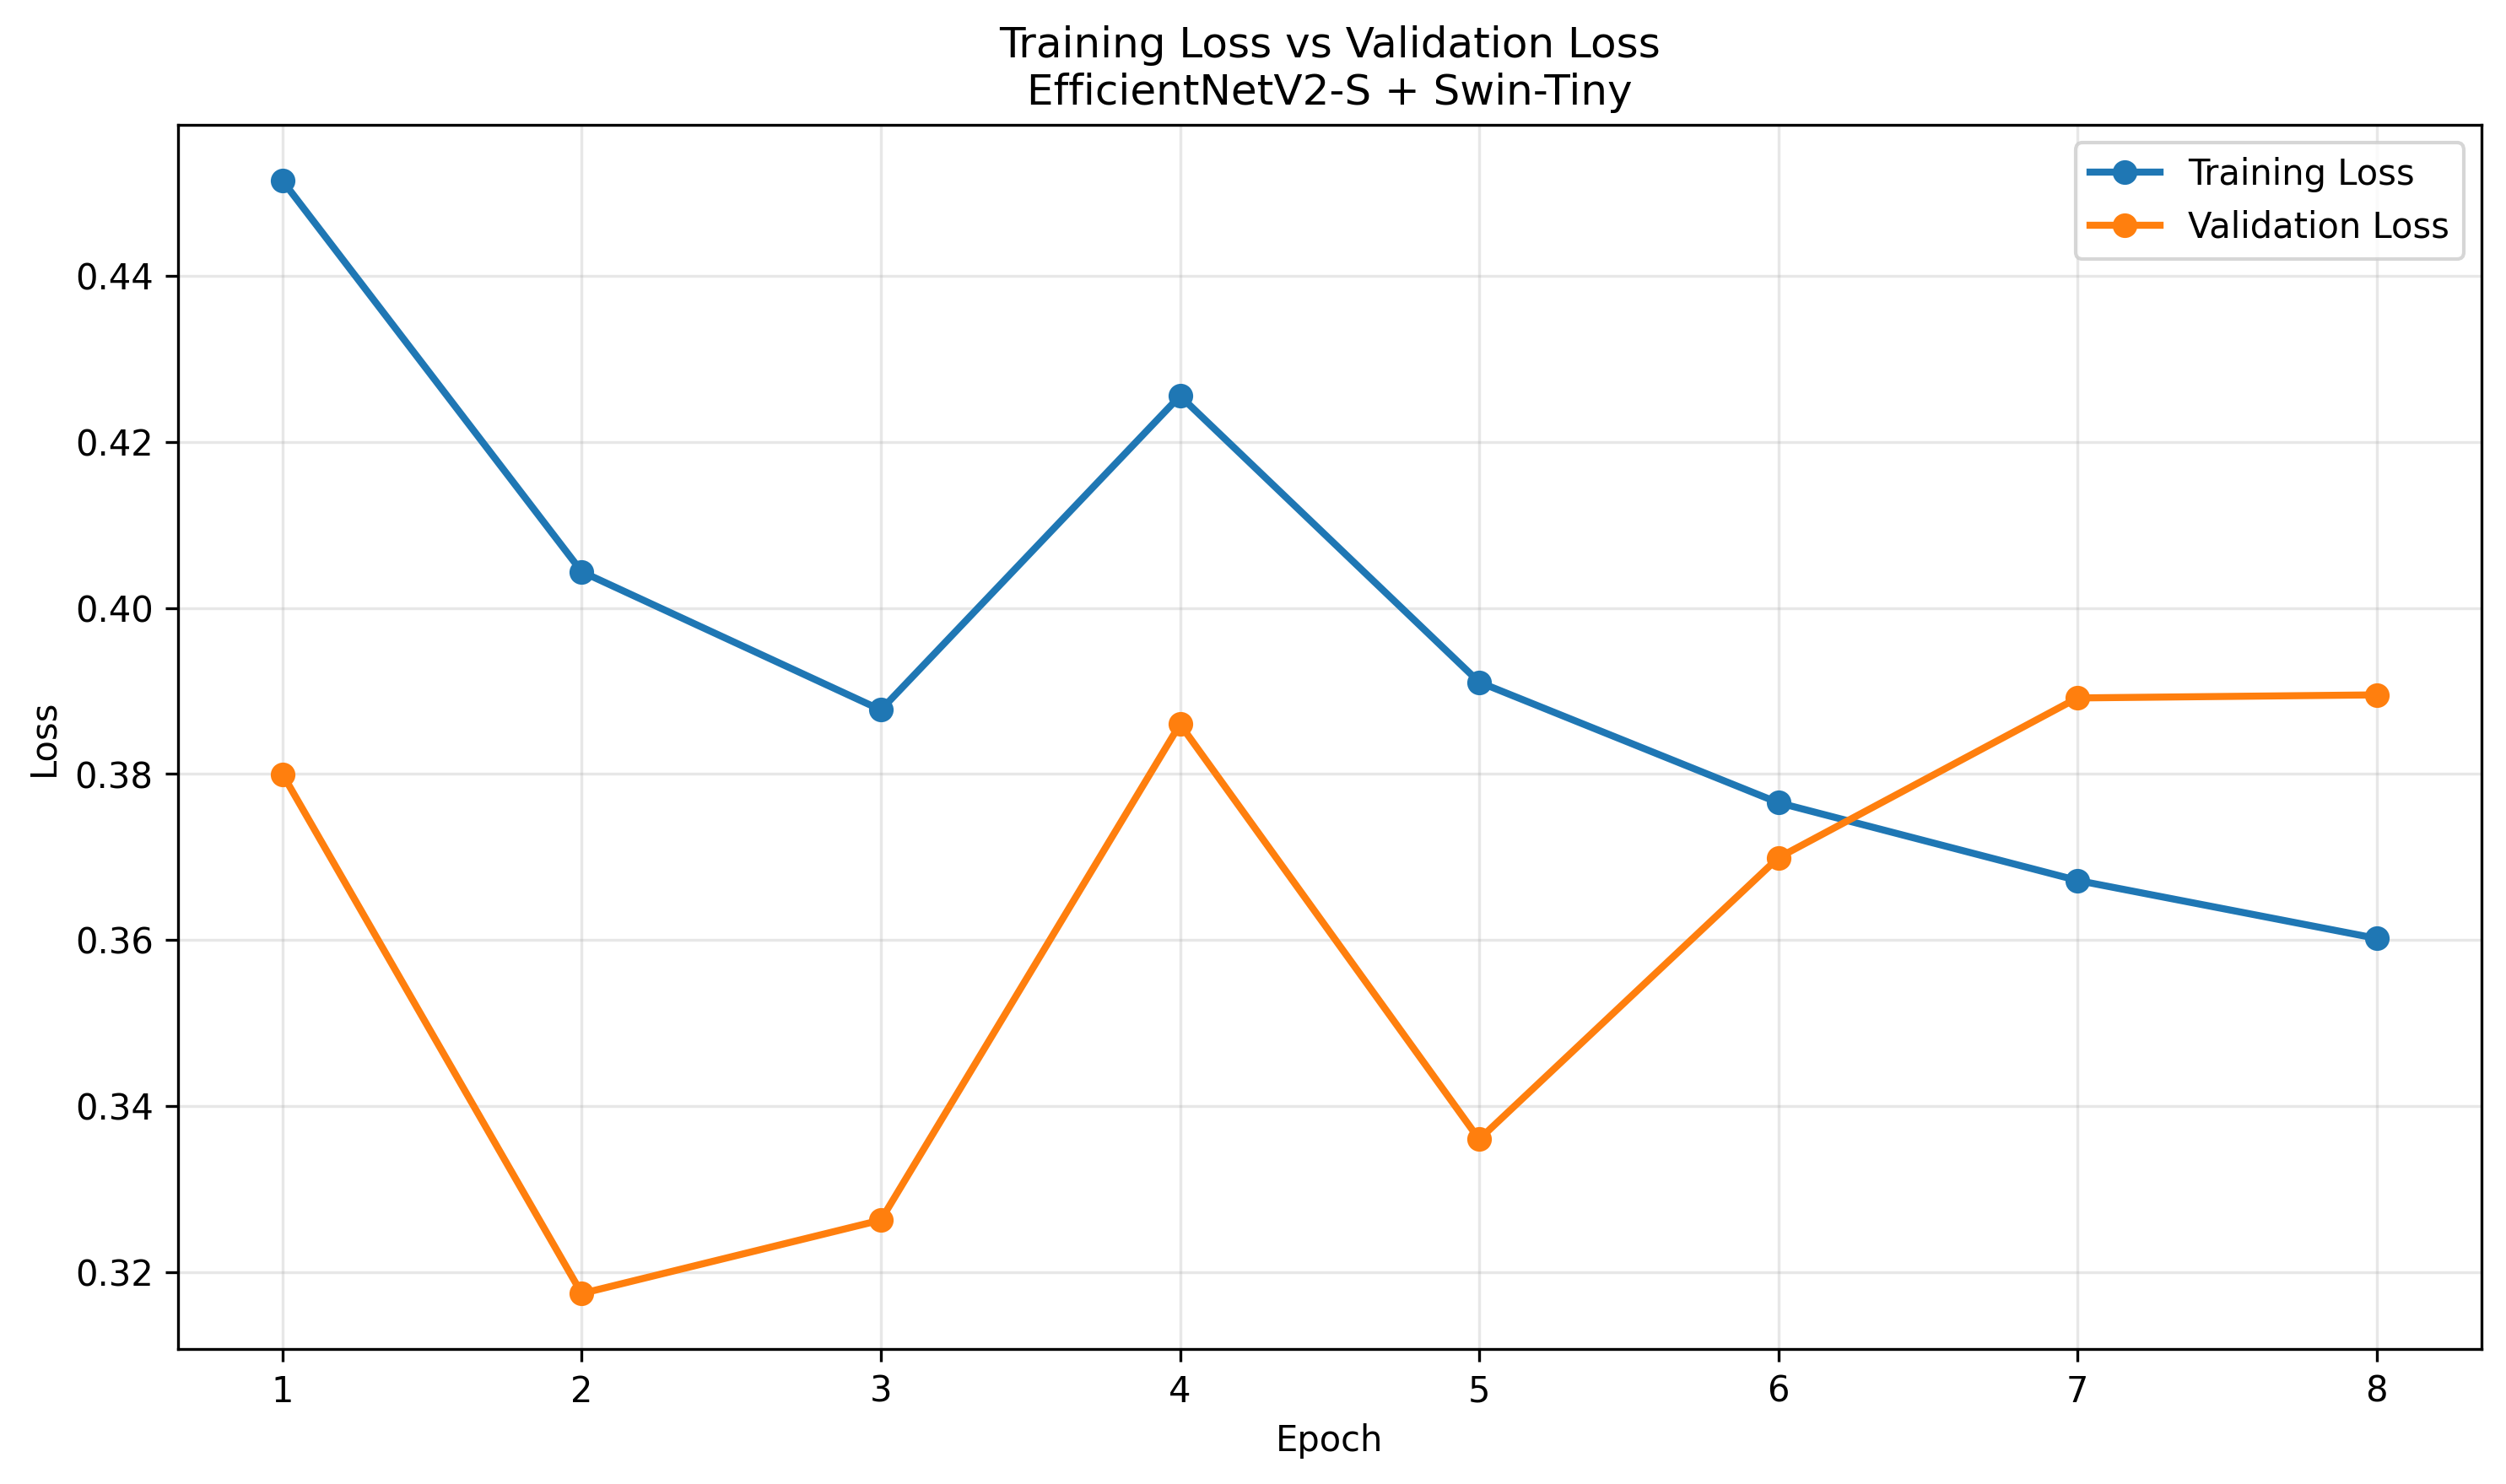 Training Loss vs Validation Loss
EfficientNetV2-S + Swin-Tiny
Training Loss
Validation Loss
Loss
0.44
0.42
0.40
0.38
0.36
0.34
0.32
1 2 3 4 5 6 7 8
Epoch